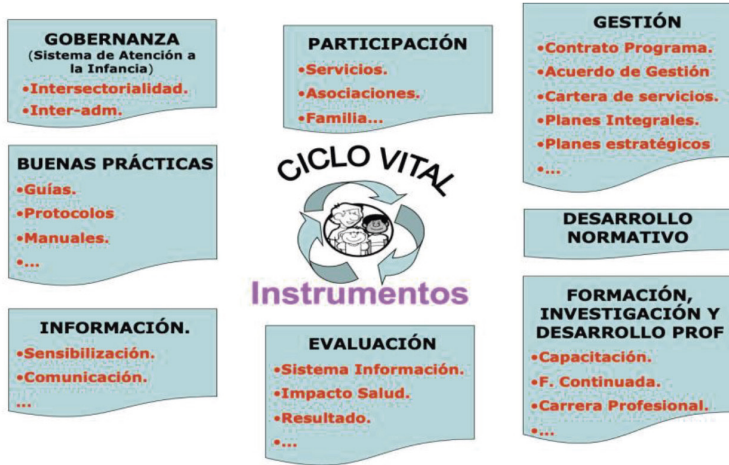 GOBERNANZA
(Sistema de Atención a
la Infancia)
•Intersectorialidad.
•Inter-adm.
PARTICIPACIÓN
•Servicios.
•Asociaciones.
•Familia...
GESTIÓN
•Contrato Programa.
•Acuerdo de Gestión
•Cartera de servicios.
•Planes Integrales.
•Planes estratégicos
•...
BUENAS PRÁCTICAS
•Guías.
•Protocolos
•Manuales.
•...
CICLO VITAL
Instrumentos
DESARROLLO
NORMATIVO
INFORMACIÓN.
•Sensibilización.
•Comunicación.
...
EVALUACIÓN
•Sistema Información.
•Impacto Salud.
•Resultado.
•...
FORMACIÓN,
INVESTIGACIÓN Y
DESARROLLO PROF
•Capacitación.
•F. Continuada.
•Carrera Profesional.
•...